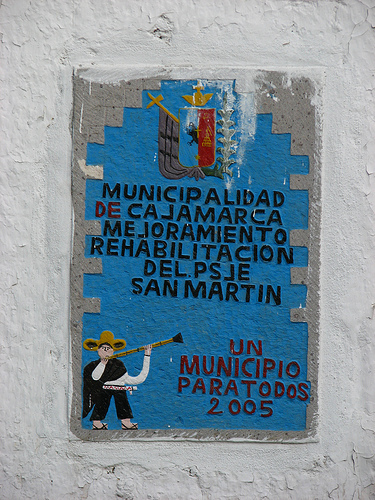 MUNICIPALIDAD
DE CAJAMARCA
MEJORAMIENTO
REHABILITACION
DEL.PSJE
SAN MARTIN
UN
MUNICIPIO
PARATODOS
2005